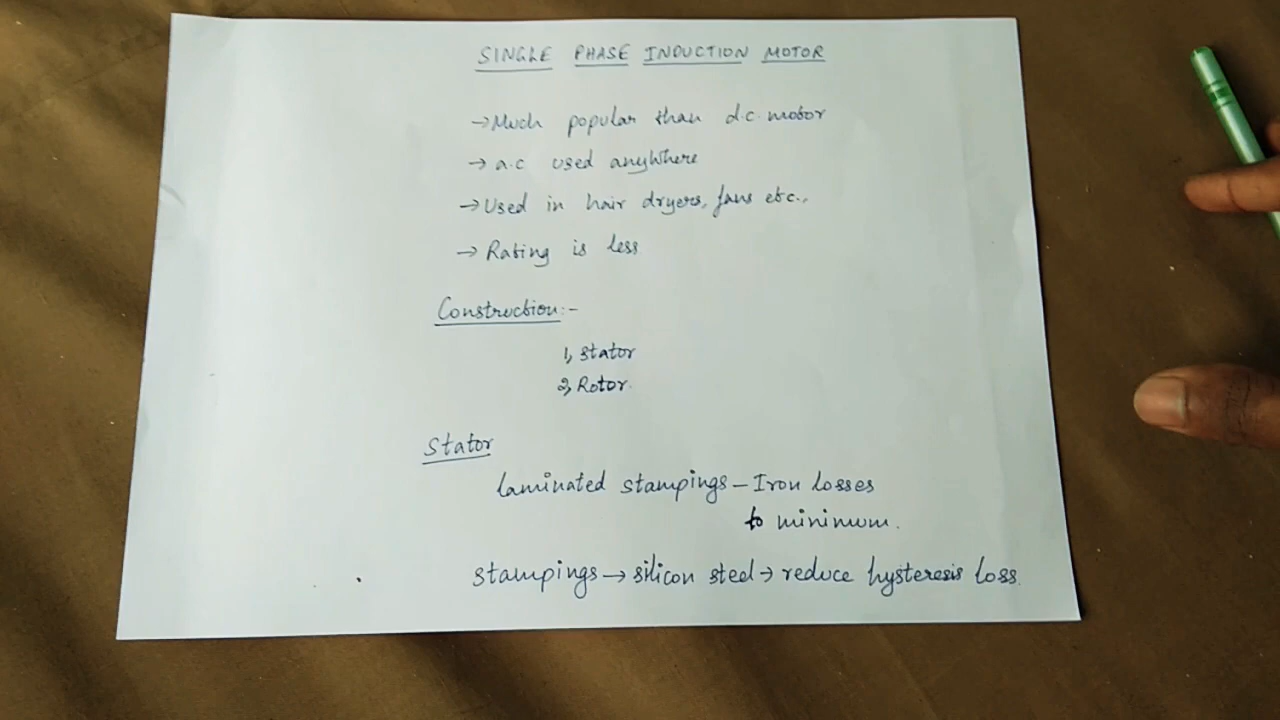 SINGLE PHASE INDUCTION MOTOR
→ Much popular than d.c. motor
→ a.c used anywhere
→ Used in hair dryers, fans etc.,
→ Rating is less
Construction:-
1, Stator
2, Rotor.
Stator
Laminated stampings – Iron losses
to minimum.
Stampings → silicon steel → reduce hysteresis loss.